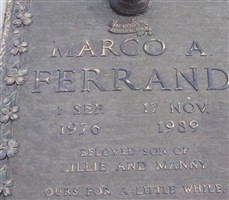 MARCO A.
FERRAND
1 SEP. 17 NOV.
1976 1989
BELOVED SON OF
LILLIE AND MANNY
OURS FOR A LITTLE WHILE